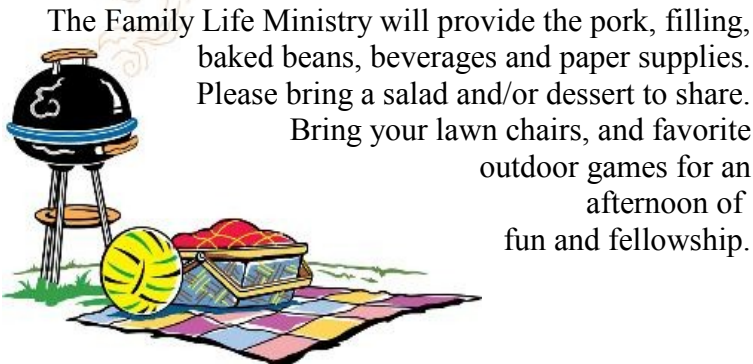 The Family Life Ministry will provide the pork, filling,
baked beans, beverages and paper supplies.
Please bring a salad and/or dessert to share.
Bring your lawn chairs, and favorite
outdoor games for an
afternoon of
fun and fellowship.